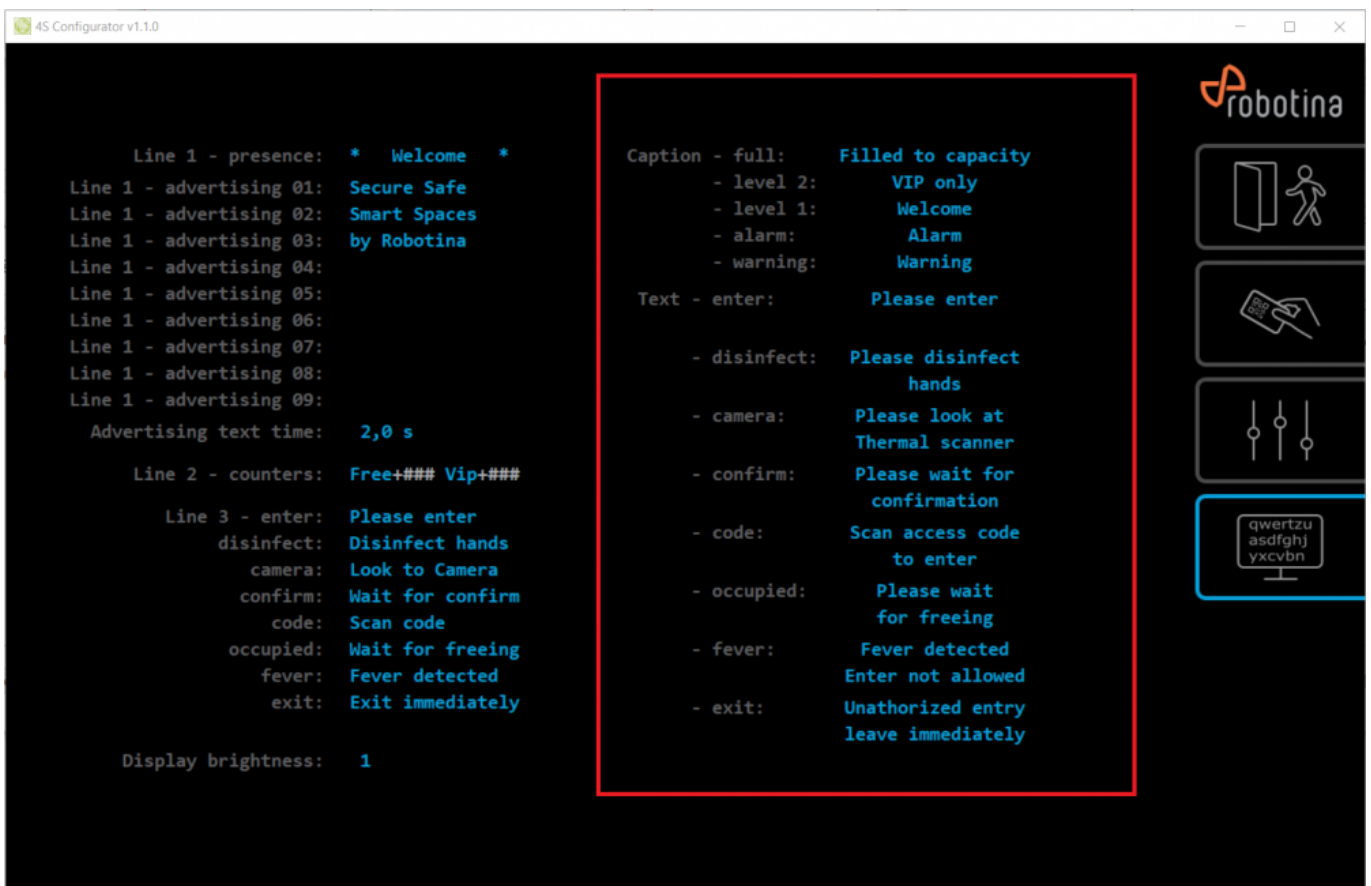 4S Configurator v1.1.0
robotina
Line 1 - presence: *   Welcome   *
Line 1 - advertising 01: Secure Safe
Line 1 - advertising 02: Smart Spaces
Line 1 - advertising 03: by Robotina
Line 1 - advertising 04:
Line 1 - advertising 05:
Line 1 - advertising 06:
Line 1 - advertising 07:
Line 1 - advertising 08:
Line 1 - advertising 09:
Advertising text time: 2,0 s
Line 2 - counters: Free+### Vip+###
Line 3 - enter: Please enter
disinfect: Disinfect hands
camera: Look to Camera
confirm: Wait for confirm
code: Scan code
occupied: Wait for freeing
fever: Fever detected
exit: Exit immediately
Display brightness: 1
Caption - full: Filled to capacity
- level 2: VIP only
- level 1: Welcome
- alarm: Alarm
- warning: Warning
Text - enter: Please enter
- disinfect: Please disinfect
hands
- camera: Please look at
Thermal scanner
- confirm: Please wait for
confirmation
- code: Scan access code
to enter
- occupied: Please wait
for freeing
- fever: Fever detected
Enter not allowed
- exit: Unathorized entry
leave immediately
qwertzu
asdfghj
yxcvbn